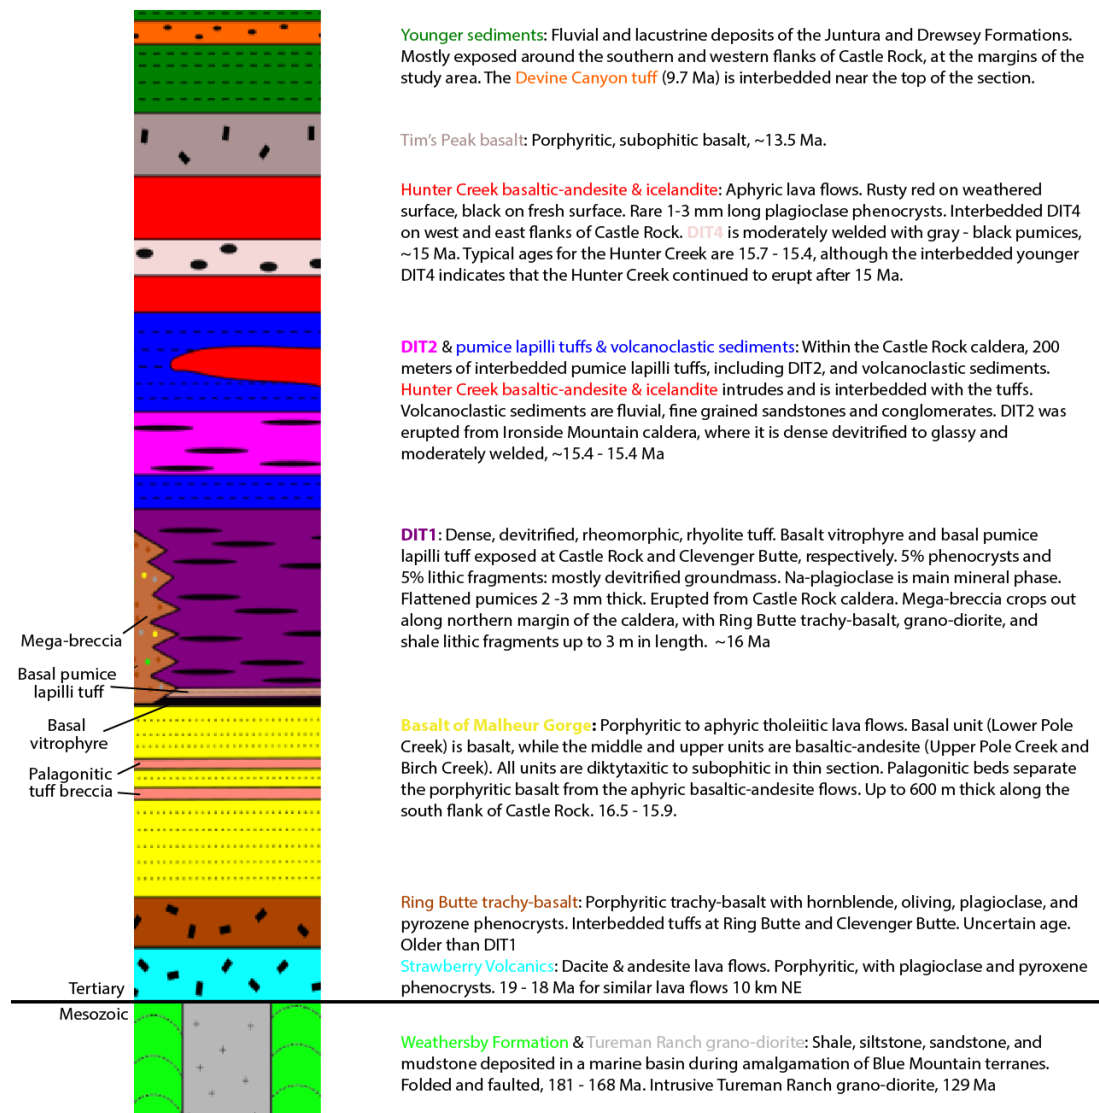 Younger sediments: Fluvial and lacustrine deposits of the Juntura and Drewsey Formations.
Mostly exposed around the southern and western flanks of Castle Rock, at the margins of the
study area. The Devine Canyon tuff (9.7 Ma) is interbedded near the top of the section.
Tim's Peak basalt: Porphyritic, subophitic basalt, ~13.5 Ma.
Hunter Creek basaltic-andesite & icelandite: Aphyric lava flows. Rusty red on weathered
surface, black on fresh surface. Rare 1-3 mm long plagioclase phenocrysts. Interbedded DIT4
on west and east flanks of Castle Rock. DIT4 is moderately welded with gray - black pumices,
~15 Ma. Typical ages for the Hunter Creek are 15.7 - 15.4, although the interbedded younger
DIT4 indicates that the Hunter Creek continued to erupt after 15 Ma.
DIT2 & pumice lapilli tuffs & volcanoclastic sediments: Within the Castle Rock caldera, 200
meters of interbedded pumice lapilli tuffs, including DIT2, and volcanoclastic sediments.
Hunter Creek basaltic-andesite & icelandite intrudes and is interbedded with the tuffs.
Volcanoclastic sediments are fluvial, fine grained sandstones and conglomerates. DIT2 was
erupted from Ironside Mountain caldera, where it is dense devitrified to glassy and
moderately welded, ~15.4 - 15.4 Ma
DIT1: Dense, devitrified, rheomorphic, rhyolite tuff. Basalt vitrophyre and basal pumice
lapilli tuff exposed at Castle Rock and Clevenger Butte, respectively. 5% phenocrysts and
5% lithic fragments: mostly devitrified groundmass. Na-plagioclase is main mineral phase.
Flattened pumices 2 -3 mm thick. Erupted from Castle Rock caldera. Mega-breccia crops out
along northern margin of the caldera, with Ring Butte trachy-basalt, grano-diorite, and
shale lithic fragments up to 3 m in length. ~16 Ma
Mega-breccia
Basal pumice
lapilli tuff
Basal
vitrophyre
Palagonitic
tuff breccia
Basalt of Malheur Gorge: Porphyritic to aphyric tholeiitic lava flows. Basal unit (Lower Pole
Creek) is basalt, while the middle and upper units are basaltic-andesite (Upper Pole Creek and
Birch Creek). All units are diktytaxitic to subophitic in thin section. Palagonitic beds separate
the porphyritic basalt from the aphyric basaltic-andesite flows. Up to 600 m thick along the
south flank of Castle Rock. 16.5 - 15.9.
Ring Butte trachy-basalt: Porphyritic trachy-basalt with hornblende, oliving, plagioclase, and
pyrozene phenocrysts. Interbedded tuffs at Ring Butte and Clevenger Butte. Uncertain age.
Older than DIT1
Strawberry Volcanics: Dacite & andesite lava flows. Porphyritic, with plagioclase and pyroxene
phenocrysts. 19 - 18 Ma for similar lava flows 10 km NE
Tertiary
Mesozoic
Weathersby Formation & Tureman Ranch grano-diorite: Shale, siltstone, sandstone, and
mudstone deposited in a marine basin during amalgamation of Blue Mountain terranes.
Folded and faulted, 181 - 168 Ma. Intrusive Tureman Ranch grano-diorite, 129 Ma